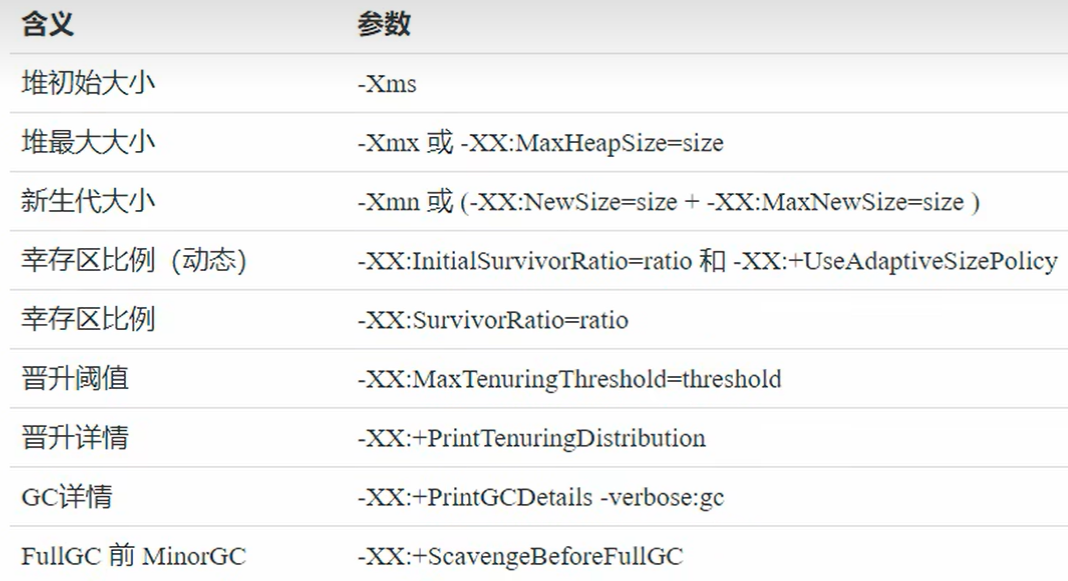 含义 参数
堆初始大小 -Xms
堆最大大小 -Xmx 或 -XX:MaxHeapSize=size
新生代大小 -Xmn 或 (-XX:NewSize=size + -XX:MaxNewSize=size )
幸存区比例（动态） -XX:InitialSurvivorRatio=ratio 和 -XX:+UseAdaptiveSizePolicy
幸存区比例 -XX:SurvivorRatio=ratio
晋升阈值 -XX:MaxTenuringThreshold=threshold
晋升详情 -XX:+PrintTenuringDistribution
GC详情 -XX:+PrintGCDetails -verbose:gc
FullGC 前 MinorGC -XX:+ScavengeBeforeFullGC